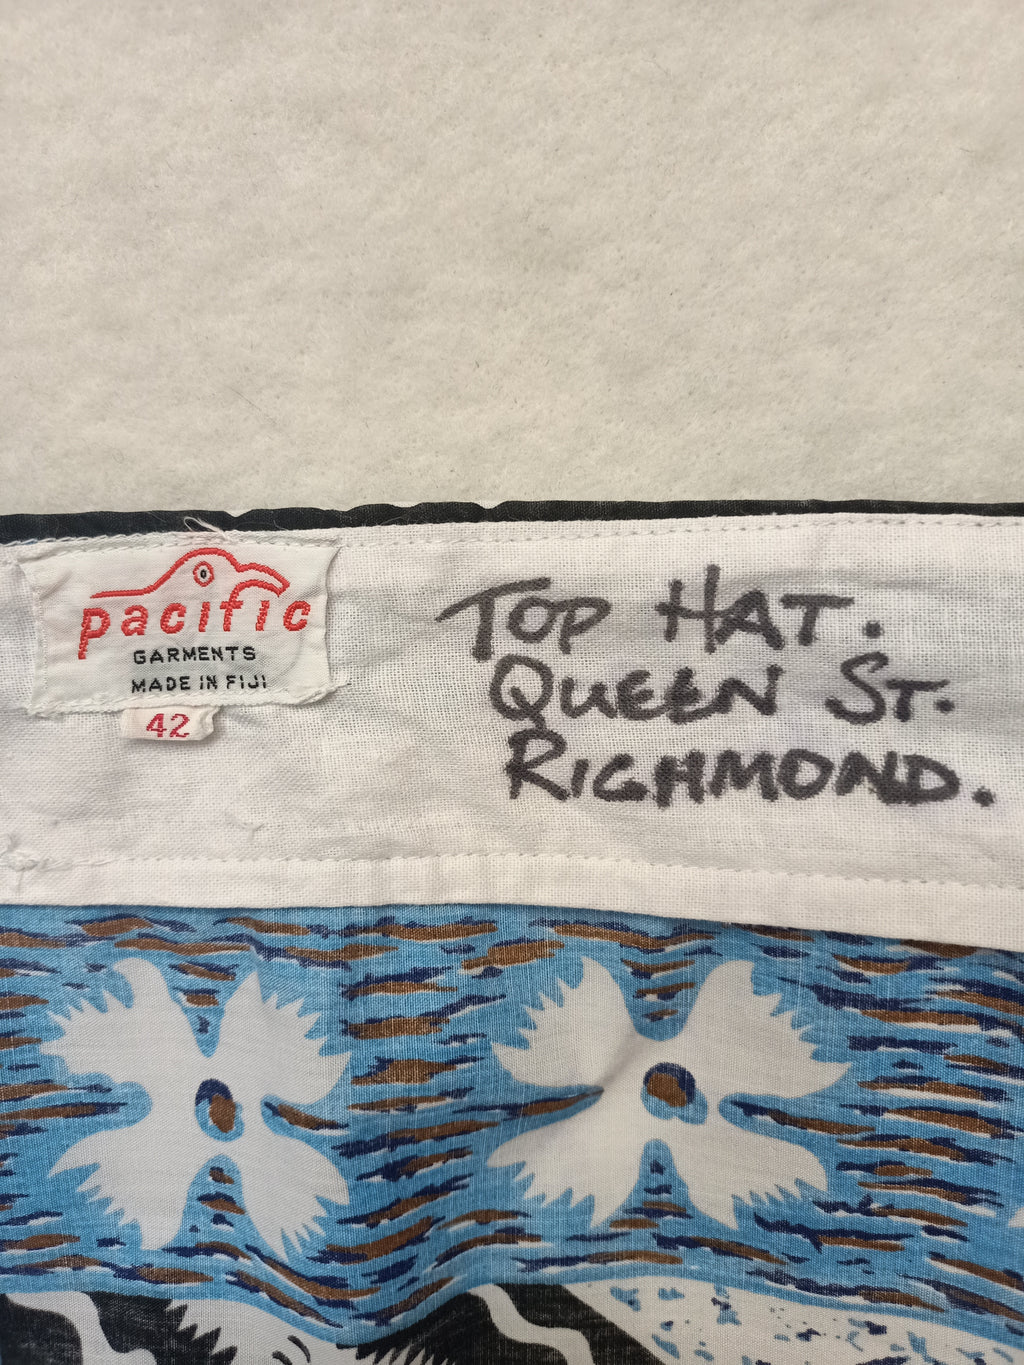 pacific
GARMENTS
MADE IN FIJI
42
TOP HAT.
QUEEN ST.
RICHMOND.